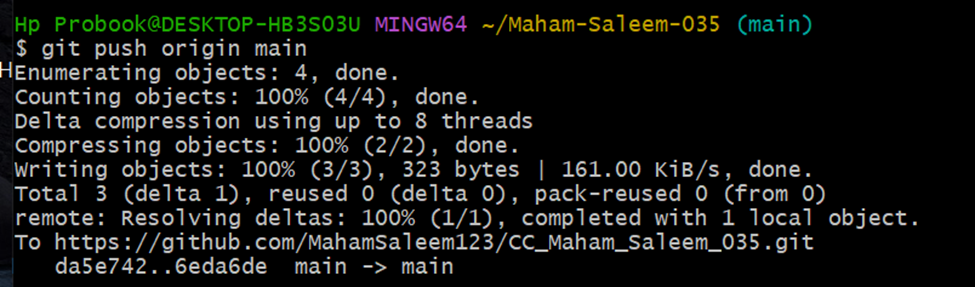 Hp Probook@DESKTOP-HB3S03U MINGW64 ~/Maham-Saleem-035 (main)
$ git push origin main
H
Enumerating objects: 4, done.
Counting objects: 100% (4/4), done.
Delta compression using up to 8 threads
Compressing objects: 100% (2/2), done.
Writing objects: 100% (3/3), 323 bytes | 161.00 KiB/s, done.
Total 3 (delta 1), reused 0 (delta 0), pack-reused 0 (from 0)
remote: Resolving deltas: 100% (1/1), completed with 1 local object.
To https://github.com/MahamSaleem123/CC_Maham_Saleem_035.git
   da5e742..6eda6de  main -> main